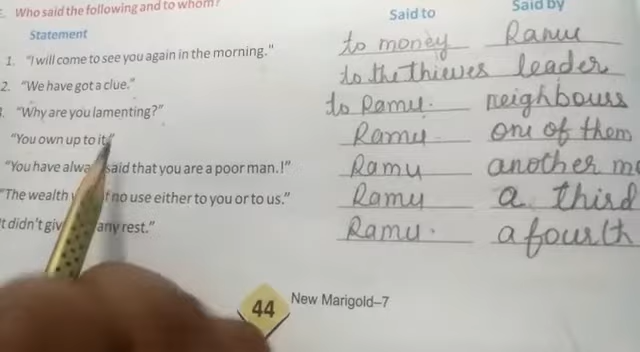 Who said the following and to whom?
Statement Said to Said by
1. "I will come to see you again in the morning." to money Ramu
2. "We have got a clue." to the thieves leader
"Why are you lamenting?" to Ramu. neighbours
"You own up to it." Ramu one of them
"You have said that you are a poor man.!" Ramu another
"The wealth no use either to you or to us." Ramu a third
didn't any rest." Ramu. a fourth
44 New Marigold–7